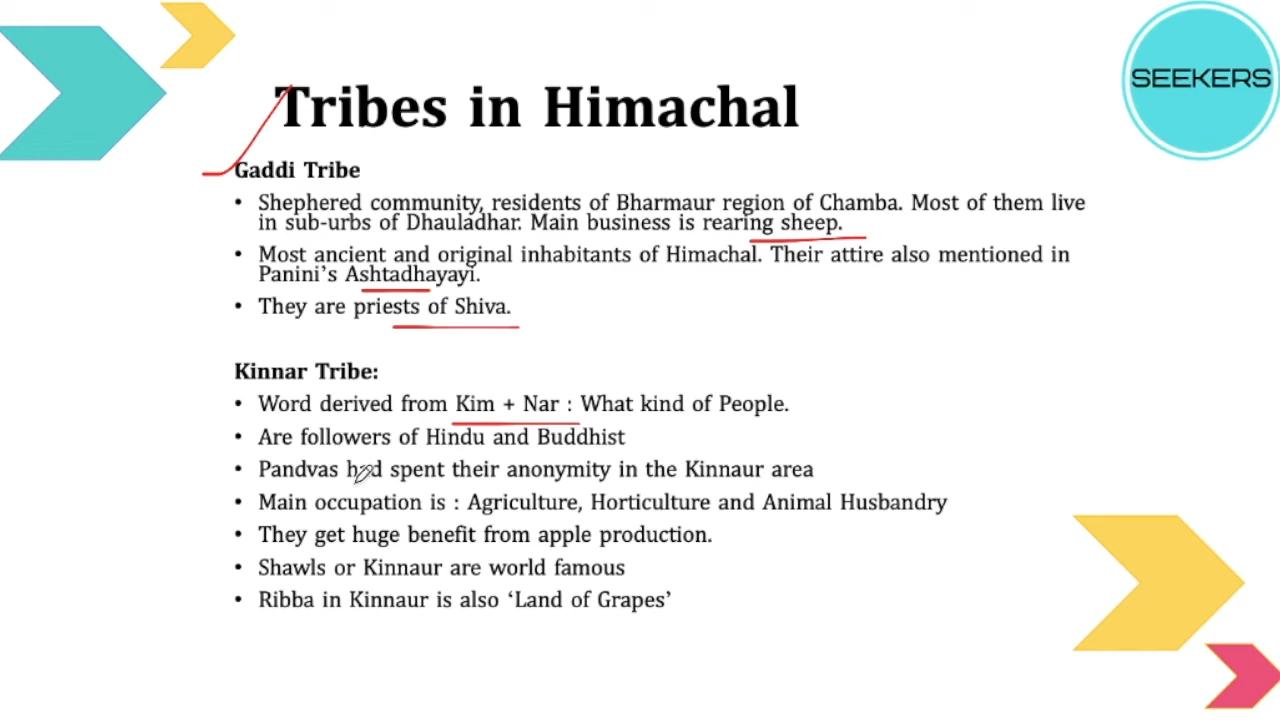 SEEKERS
Tribes in Himachal
Gaddi Tribe
• Shephered community, residents of Bharmaur region of Chamba. Most of them live
in sub-urbs of Dhauladhar. Main business is rearing sheep.
• Most ancient and original inhabitants of Himachal. Their attire also mentioned in
Panini's Ashtadhayayi.
• They are priests of Shiva.
Kinnar Tribe:
• Word derived from Kim + Nar : What kind of People.
• Are followers of Hindu and Buddhist
• Pandvas had spent their anonymity in the Kinnaur area
• Main occupation is : Agriculture, Horticulture and Animal Husbandry
• They get huge benefit from apple production.
• Shawls or Kinnaur are world famous
• Ribba in Kinnaur is also ‘Land of Grapes’